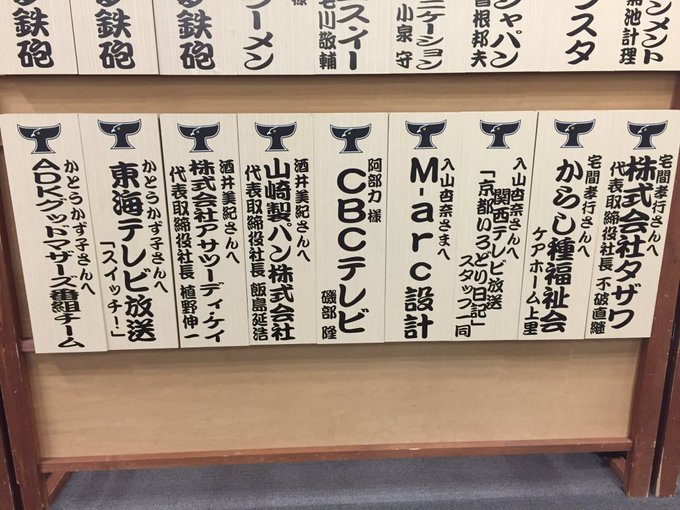 ンメント
菊池計理
スタ
ジャパン
曽根邦夫
ニケーション
小泉 守
ス・イー
川敬輔
様
ーメン
鉄砲
鉄砲
鉄砲
宅間孝行さんへ
株式会社タザワ
代表取締役社長 不破直継
宅間孝行さんへ
からし種福祉会
ケアホーム上里
入山杏奈さんへ
関西テレビ放送
「京都いろどり日記」
スタッフ一同
入山杏奈さまへ
M-arc設計
阿部力 様
CBCテレビ
磯部 隆
酒井美紀さんへ
山崎製パン株式会社
代表取締役社長 飯島延浩
酒井美紀さんへ
株式会社アサツーディ・ケイ
代表取締役社長 植野伸一
かとうかず子さんへ
東海テレビ放送
「スイッチ！」
かとうかず子さんへ
ADKグッドマザーズ番組チーム